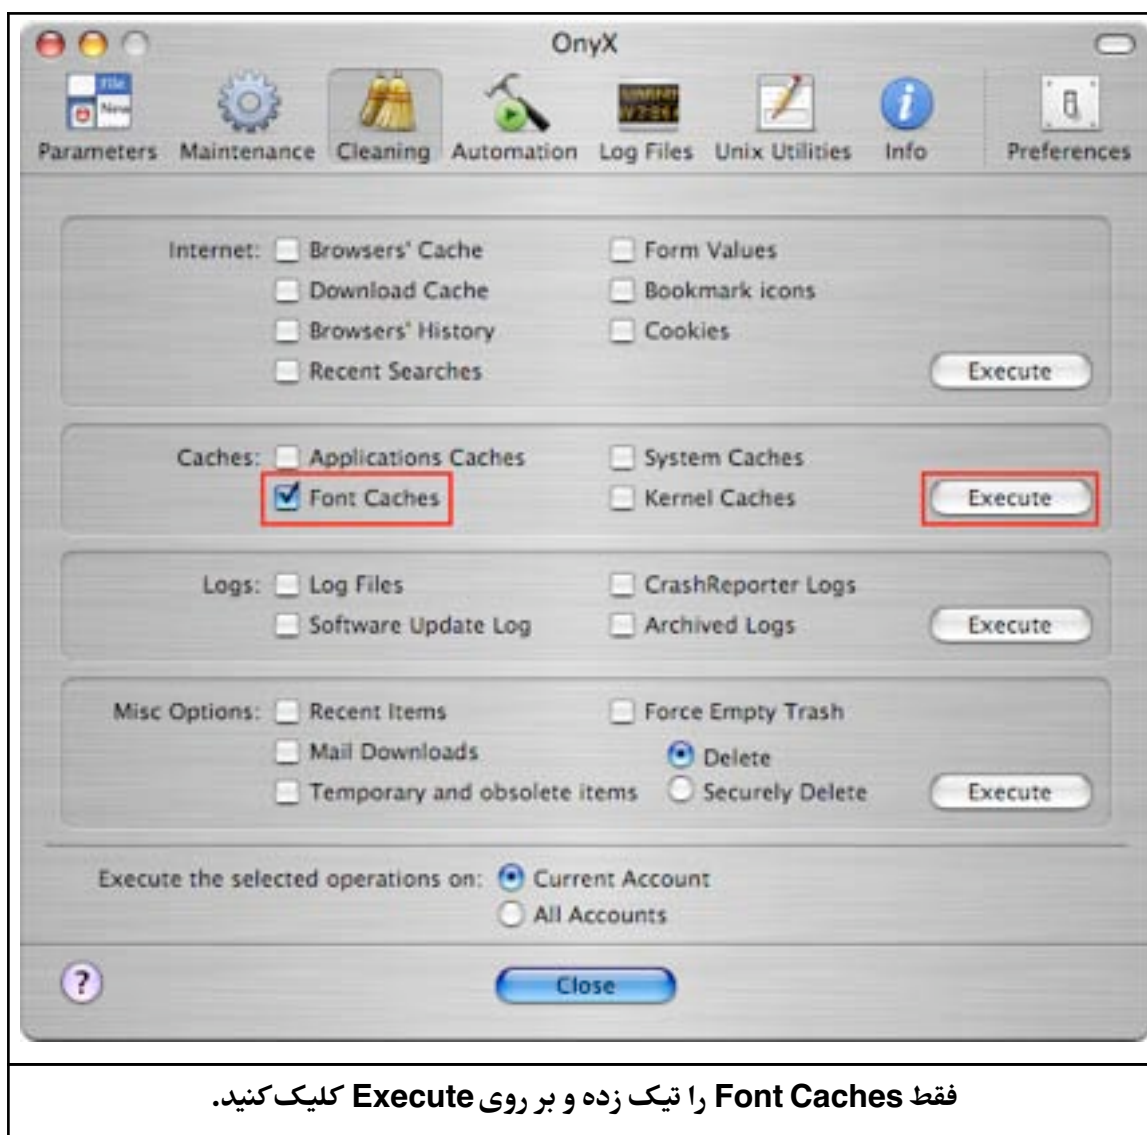 OnyX
File
New
Parameters Maintenance Cleaning Automation Log Files Unix Utilities Info Preferences
Internet: Browsers' Cache Form Values
Download Cache Bookmark icons
Browsers' History Cookies
Recent Searches Execute
Caches: Applications Caches System Caches
Font Caches Kernel Caches Execute
Logs: Log Files CrashReporter Logs
Software Update Log Archived Logs Execute
Misc Options: Recent Items Force Empty Trash
Mail Downloads Delete
Temporary and obsolete items Securely Delete Execute
Execute the selected operations on: Current Account
All Accounts
? Close
فقط Font Caches را تیک زده و بر روی Execute کلیک کنید.